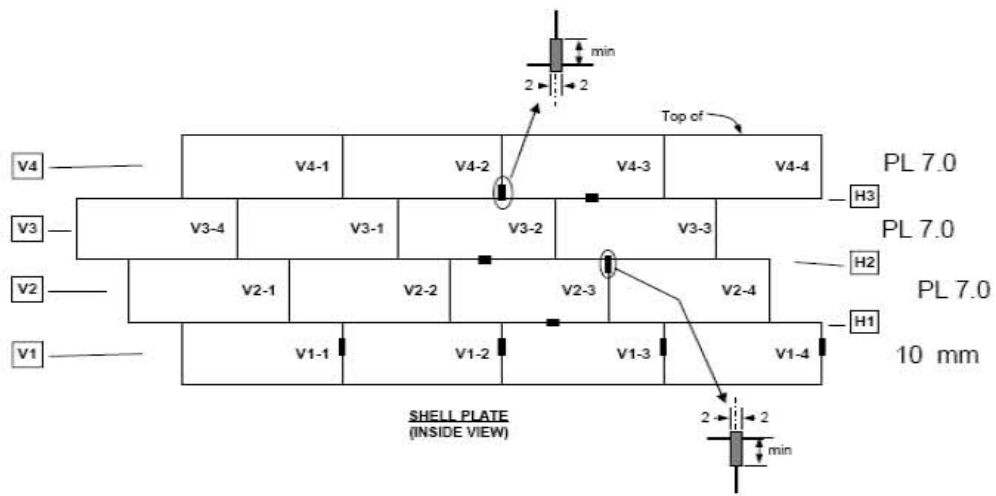 min
2 2
Top of
V4 V4-1 V4-2 V4-3 V4-4 PL 7.0
H3
V3 V3-4 V3-1 V3-2 V3-3 PL 7.0
H2
V2 V2-1 V2-2 V2-3 V2-4 PL 7.0
H1
V1 V1-1 V1-2 V1-3 V1-4 10 mm
SHELL PLATE
(INSIDE VIEW)
2 2
min